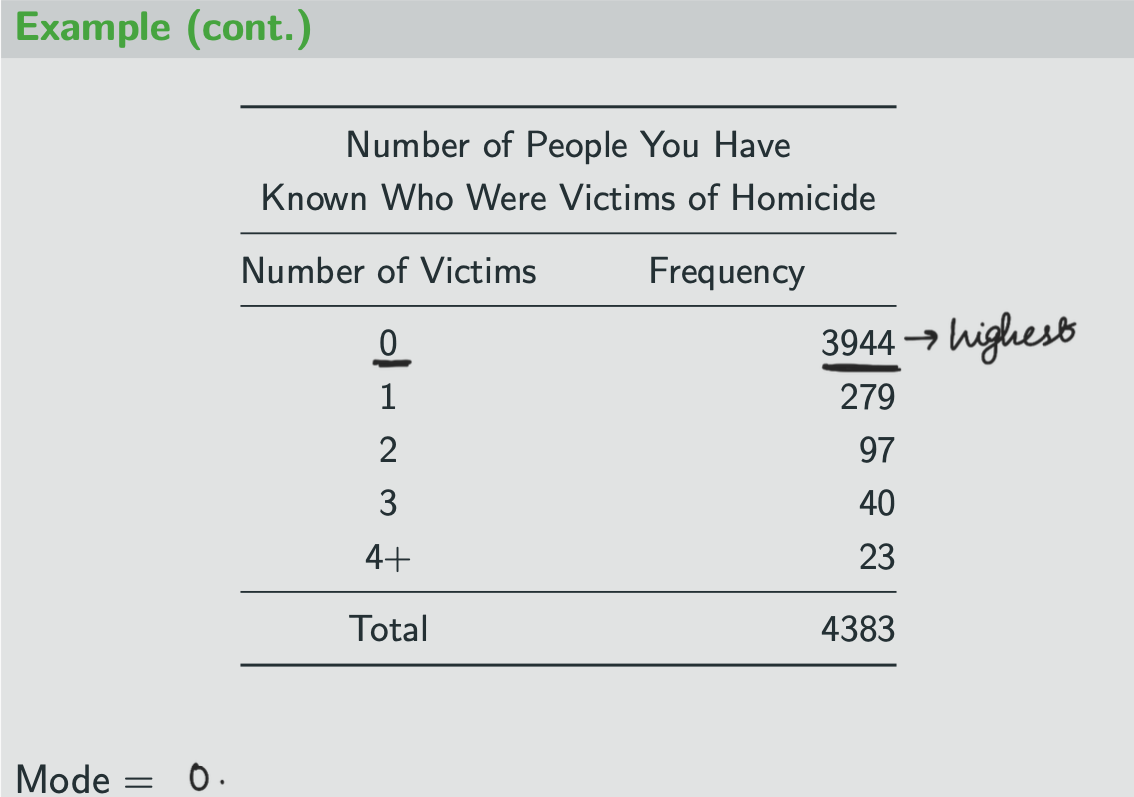 Example (cont.)
Number of People You Have
Known Who Were Victims of Homicide
Number of Victims Frequency
0 3944 → highest
1 279
2 97
3 40
4+ 23
Total 4383
Mode = 0.